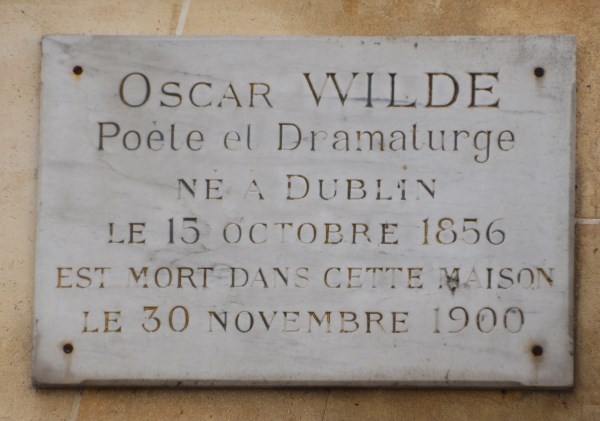 OSCAR WILDE
Poète et Dramaturge
NÉ À DUBLIN
LE 15 OCTOBRE 1856
EST MORT DANS CETTE MAISON
LE 30 NOVEMBRE 1900